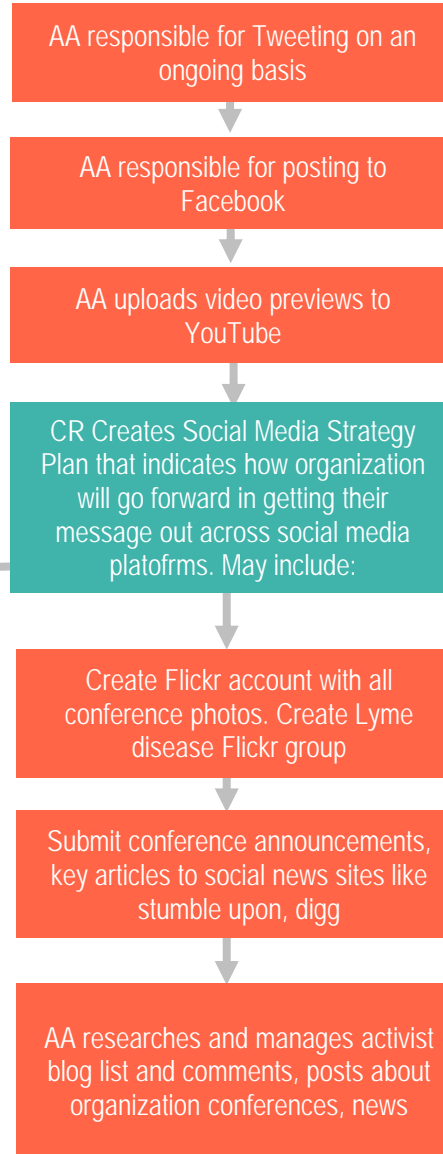 AA responsible for Tweeting on an
ongoing basis
AA responsible for posting to
Facebook
AA uploads video previews to
YouTube
CR Creates Social Media Strategy
Plan that indicates how organization
will go forward in getting their
message out across social media
platofrms. May include:
Create Flickr account with all
conference photos. Create Lyme
disease Flickr group
Submit conference announcements,
key articles to social news sites like
stumble upon, digg
AA researches and manages activist
blog list and comments, posts about
organization conferences, news